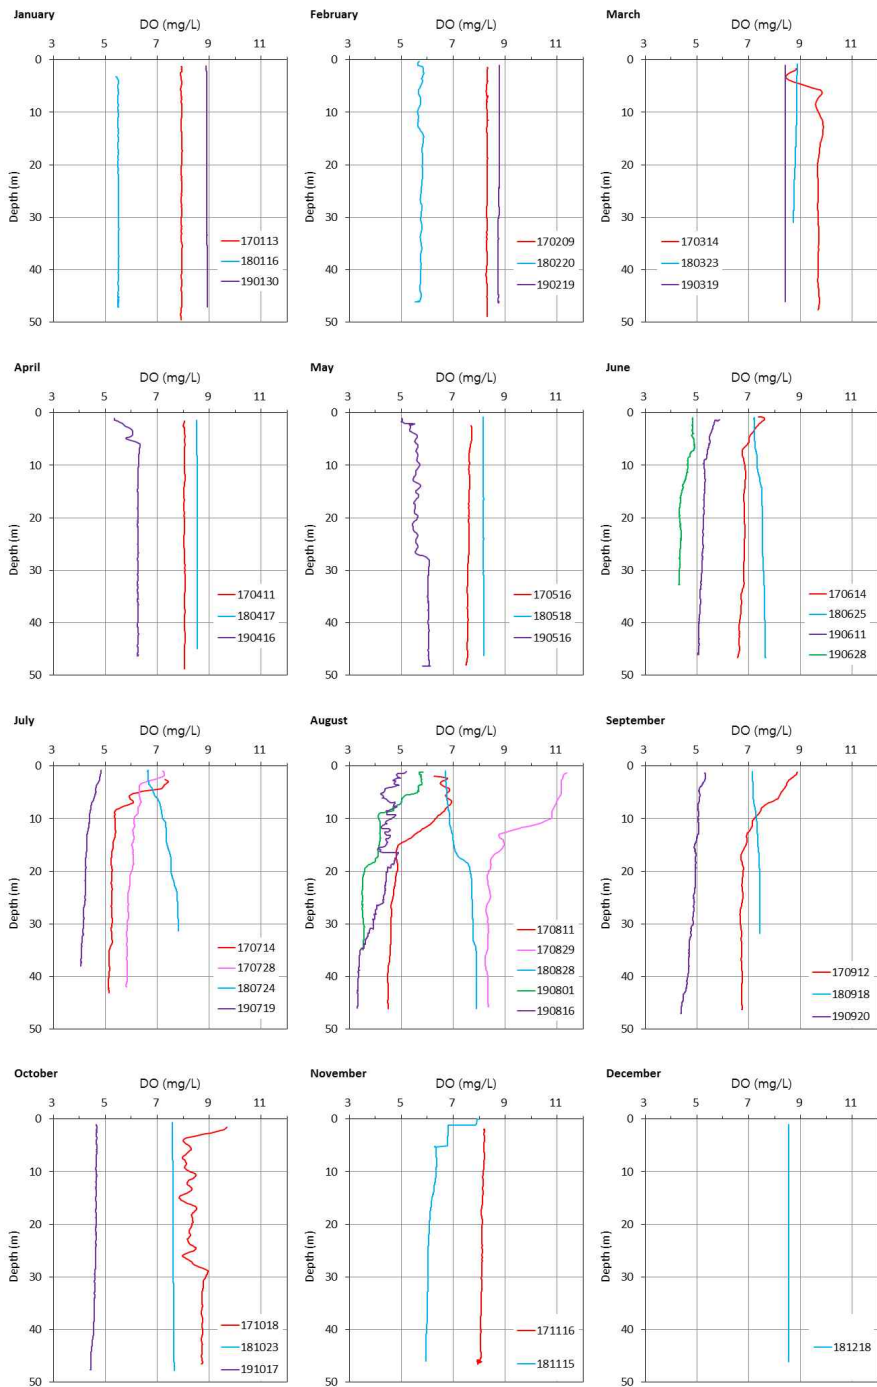 January
DO (mg/L)
3 5 7 9 11
0
10
20
30
40
50
Depth (m)
170113
180116
190130
February
DO (mg/L)
3 5 7 9 11
0
10
20
30
40
50
Depth (m)
170209
180220
190219
March
DO (mg/L)
3 5 7 9 11
0
10
20
30
40
50
Depth (m)
170314
180323
190319
April
DO (mg/L)
3 5 7 9 11
0
10
20
30
40
50
Depth (m)
170411
180417
190416
May
DO (mg/L)
3 5 7 9 11
0
10
20
30
40
50
Depth (m)
170516
180518
190516
June
DO (mg/L)
3 5 7 9 11
0
10
20
30
40
50
Depth (m)
170614
180625
190611
190628
July
DO (mg/L)
3 5 7 9 11
0
10
20
30
40
50
Depth (m)
170714
170728
180724
190719
August
DO (mg/L)
3 5 7 9 11
0
10
20
30
40
50
Depth (m)
170811
170829
180828
190801
190816
September
DO (mg/L)
3 5 7 9 11
0
10
20
30
40
50
Depth (m)
170912
180918
190920
October
DO (mg/L)
3 5 7 9 11
0
10
20
30
40
50
Depth (m)
171018
181023
191017
November
DO (mg/L)
3 5 7 9 11
0
10
20
30
40
50
Depth (m)
171116
181115
December
DO (mg/L)
3 5 7 9 11
0
10
20
30
40
50
Depth (m)
181218